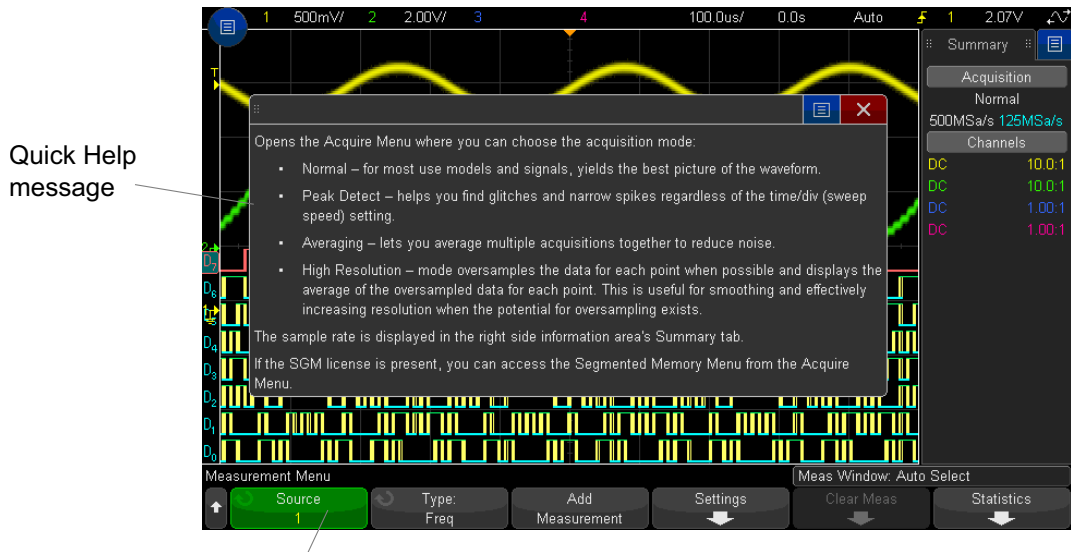 1 500mV/ 2 2.00V/ 3 4 100.0us/ 0.0s Auto 1 2.07V
Summary
Acquisition
Normal
500MSa/s 125MSa/s
Channels
DC 10.0:1
DC 10.0:1
DC 1.00:1
DC 1.00:1
Quick Help
message
T
Opens the Acquire Menu where you can choose the acquisition mode:
▪ Normal – for most use models and signals, yields the best picture of the waveform.
▪ Peak Detect – helps you find glitches and narrow spikes regardless of the time/div (sweep
speed) setting.
▪ Averaging – lets you average multiple acquisitions together to reduce noise.
▪ High Resolution – mode oversamples the data for each point when possible and displays the
average of the oversampled data for each point. This is useful for smoothing and effectively
increasing resolution when the potential for oversampling exists.
The sample rate is displayed in the right side information area's Summary tab.
If the SGM license is present, you can access the Segmented Memory Menu from the Acquire
Menu.
2
D7
D6
D4
D3
D2
D1
D0
Measurement Menu
Meas Window: Auto Select
Source
1
Type:
Freq
Add
Measurement
Settings
Clear Meas
Statistics